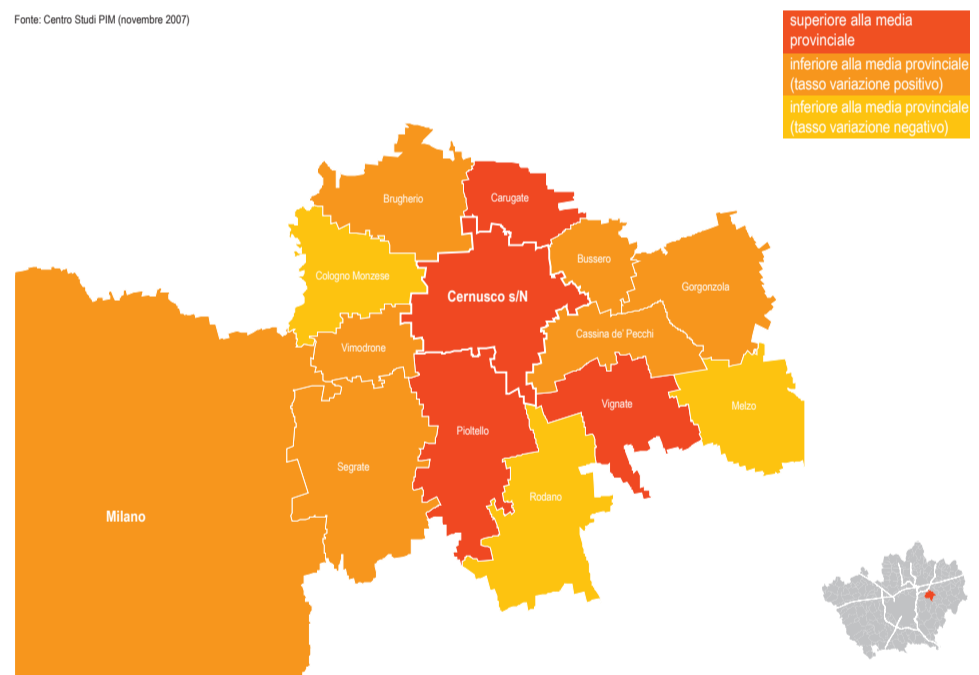 Fonte: Centro Studi PIM (novembre 2007)
superiore alla media
provinciale
inferiore alla media provinciale
(tasso variazione positivo)
inferiore alla media provinciale
(tasso variazione negativo)
Brugherio
Carugate
Bussero
Cologno Monzese
Gorgonzola
Cernusco s/N
Cassina de' Pecchi
Vimodrone
Vignate
Melzo
Pioltello
Segrate
Rodano
Milano